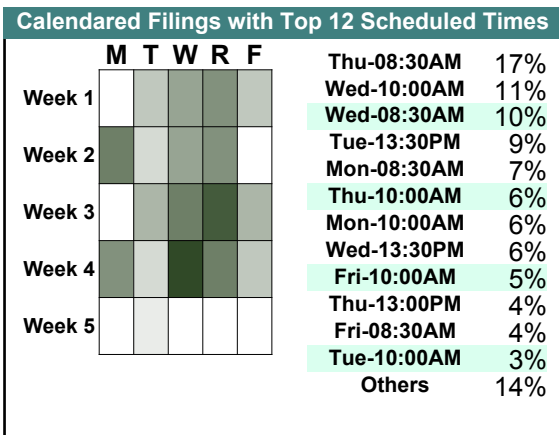 Calendared Filings with Top 12 Scheduled Times
M T W R F
Week 1
Week 2
Week 3
Week 4
Week 5
Thu-08:30AM 17%
Wed-10:00AM 11%
Wed-08:30AM 10%
Tue-13:30PM 9%
Mon-08:30AM 7%
Thu-10:00AM 6%
Mon-10:00AM 6%
Wed-13:30PM 6%
Fri-10:00AM 5%
Thu-13:00PM 4%
Fri-08:30AM 4%
Tue-10:00AM 3%
Others 14%